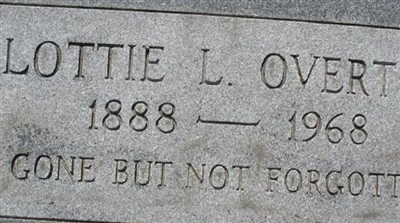 LOTTIE L. OVERT
1888 — 1968
GONE BUT NOT FORGOTT